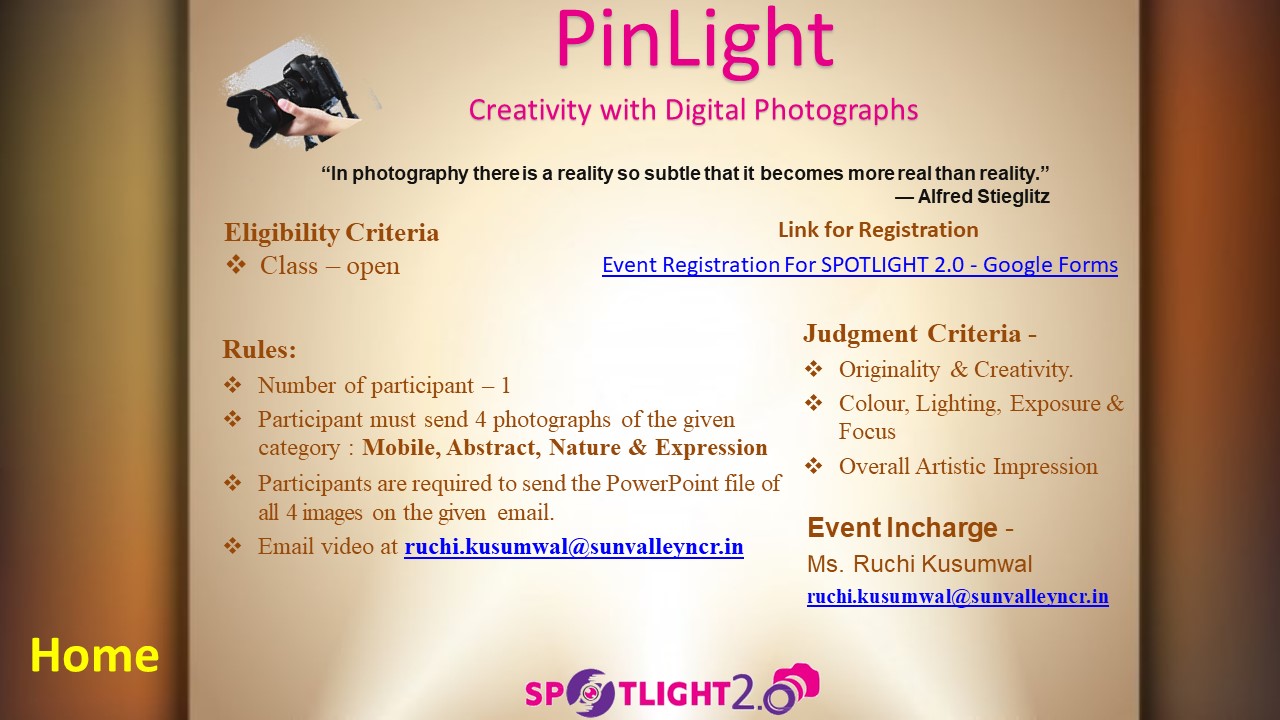 PinLight
Creativity with Digital Photographs
“In photography there is a reality so subtle that it becomes more real than reality.”
— Alfred Stieglitz
Eligibility Criteria
❖ Class – open
Link for Registration
Event Registration For SPOTLIGHT 2.0 - Google Forms
Rules:
❖ Number of participant – 1
❖ Participant must send 4 photographs of the given
category : Mobile, Abstract, Nature & Expression
❖ Participants are required to send the PowerPoint file of
all 4 images on the given email.
❖ Email video at ruchi.kusumwal@sunvalleyncr.in
Judgment Criteria -
❖ Originality & Creativity.
❖ Colour, Lighting, Exposure &
Focus
❖ Overall Artistic Impression
Event Incharge -
Ms. Ruchi Kusumwal
ruchi.kusumwal@sunvalleyncr.in
Home
SPOTLIGHT2.0